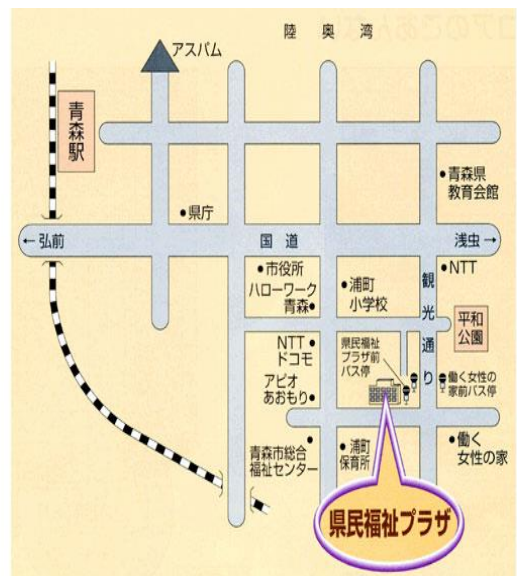 陸奥湾
アスパム
青森駅
青森県
教育会館
県庁
←弘前
国道
浅虫→
市役所
ハローワーク
青森
浦町
小学校
NTT
観光通り
平和
公園
NTT
ドコモ
県民福祉
プラザ前
バス停
アピオ
あおもり
働く女性の
家前バス停
青森市総合
福祉センター
浦町
保育所
働く
女性の家
県民福祉プラザ